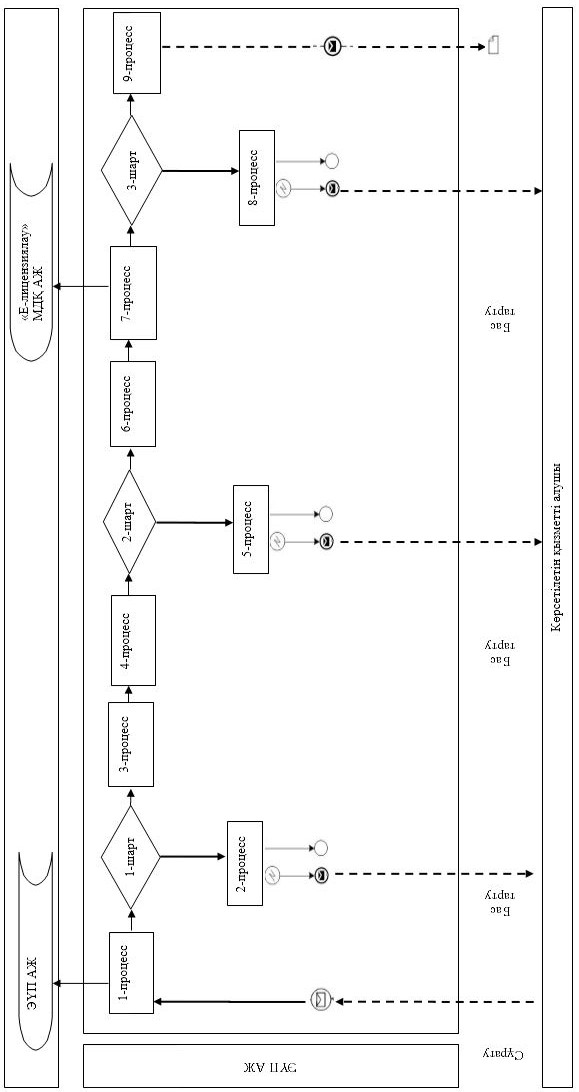 ЭҮП АЖ
«Е-лицензиялау»
МДҚ АЖ
ЭҮП АЖ
1-процесс
1-шарт
2-процесс
3-процесс
4-процесс
2-шарт
5-процесс
6-процесс
7-процесс
3-шарт
8-процесс
9-процесс
Сұрату
Бас
тарту
Бас
тарту
Бас
тарту
Көрсетілетін қызметті алушы